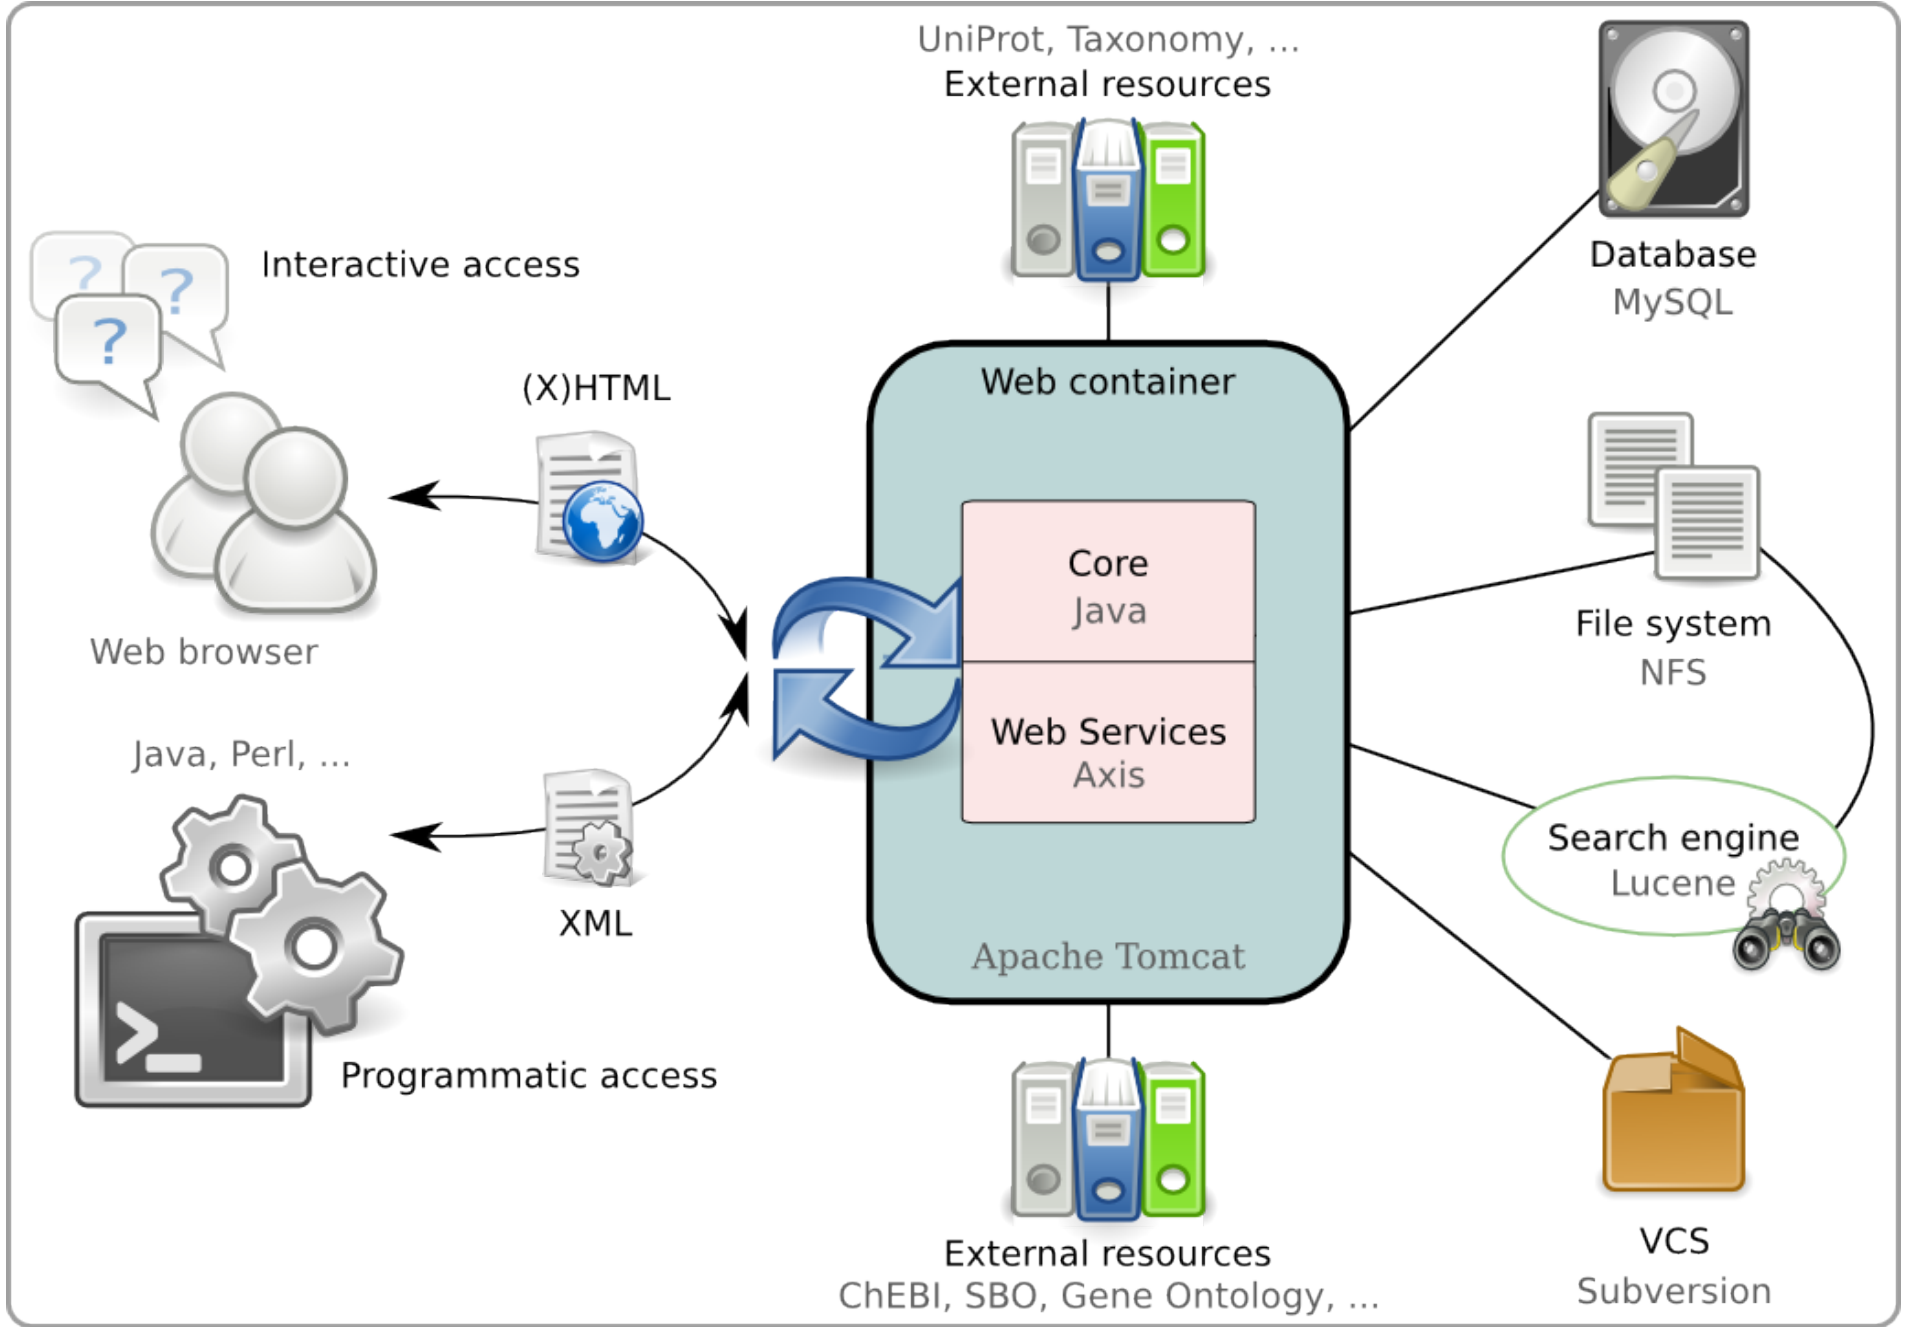 UniProt, Taxonomy, ...
External resources
Interactive access
? ? ?
Database
MySQL
(X)HTML
Web container
Core
Java
File system
NFS
Web browser
Web Services
Axis
Java, Perl, ...
Search engine
Lucene
XML
Apache Tomcat
>_
Programmatic access
External resources
ChEBI, SBO, Gene Ontology, ...
VCS
Subversion